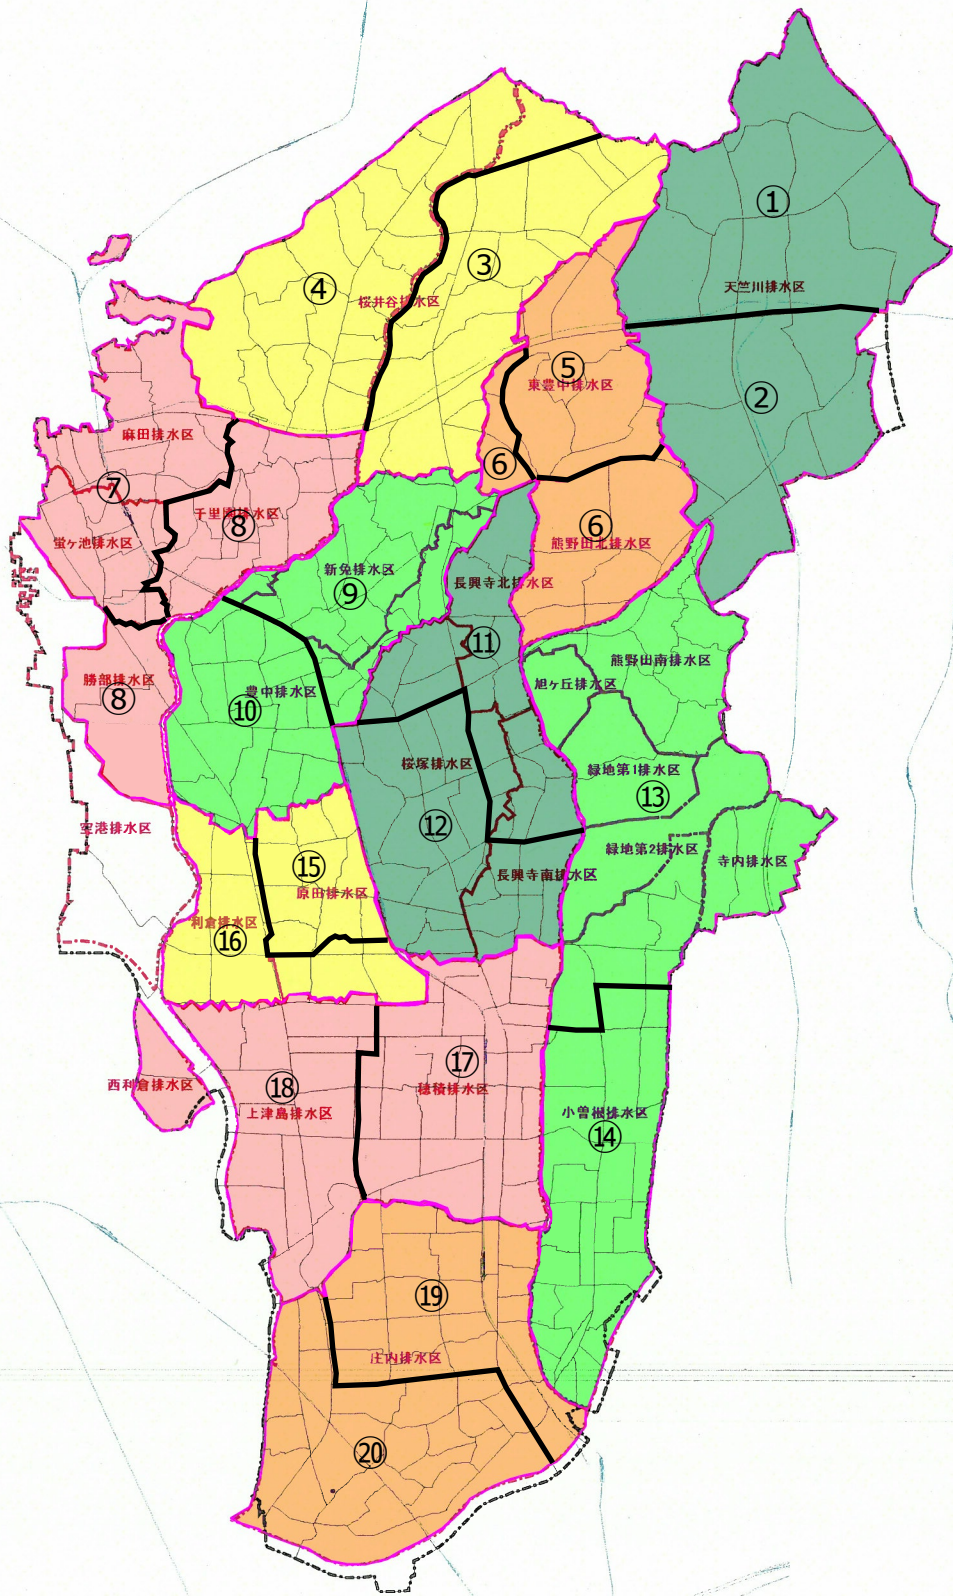 ①
天竺川排水区
③
④
桜井谷排水区
⑤
東豊中排水区
②
麻田排水区
⑥
⑦
千里園排水区
⑧
⑥
熊野田北排水区
蛍ヶ池排水区
新免排水区
⑨
長興寺北排水区
⑪
熊野田南排水区
旭ヶ丘排水区
勝部排水区
⑧
豊中排水区
⑩
桜塚排水区
緑地第1排水区
⑬
⑫
空港排水区
緑地第2排水区
寺内排水区
⑮
原田排水区
長興寺南排水区
利倉排水区
⑯
⑰
穂積排水区
西利倉排水区
⑱
上津島排水区
小曽根排水区
⑭
⑲
庄内排水区
⑳